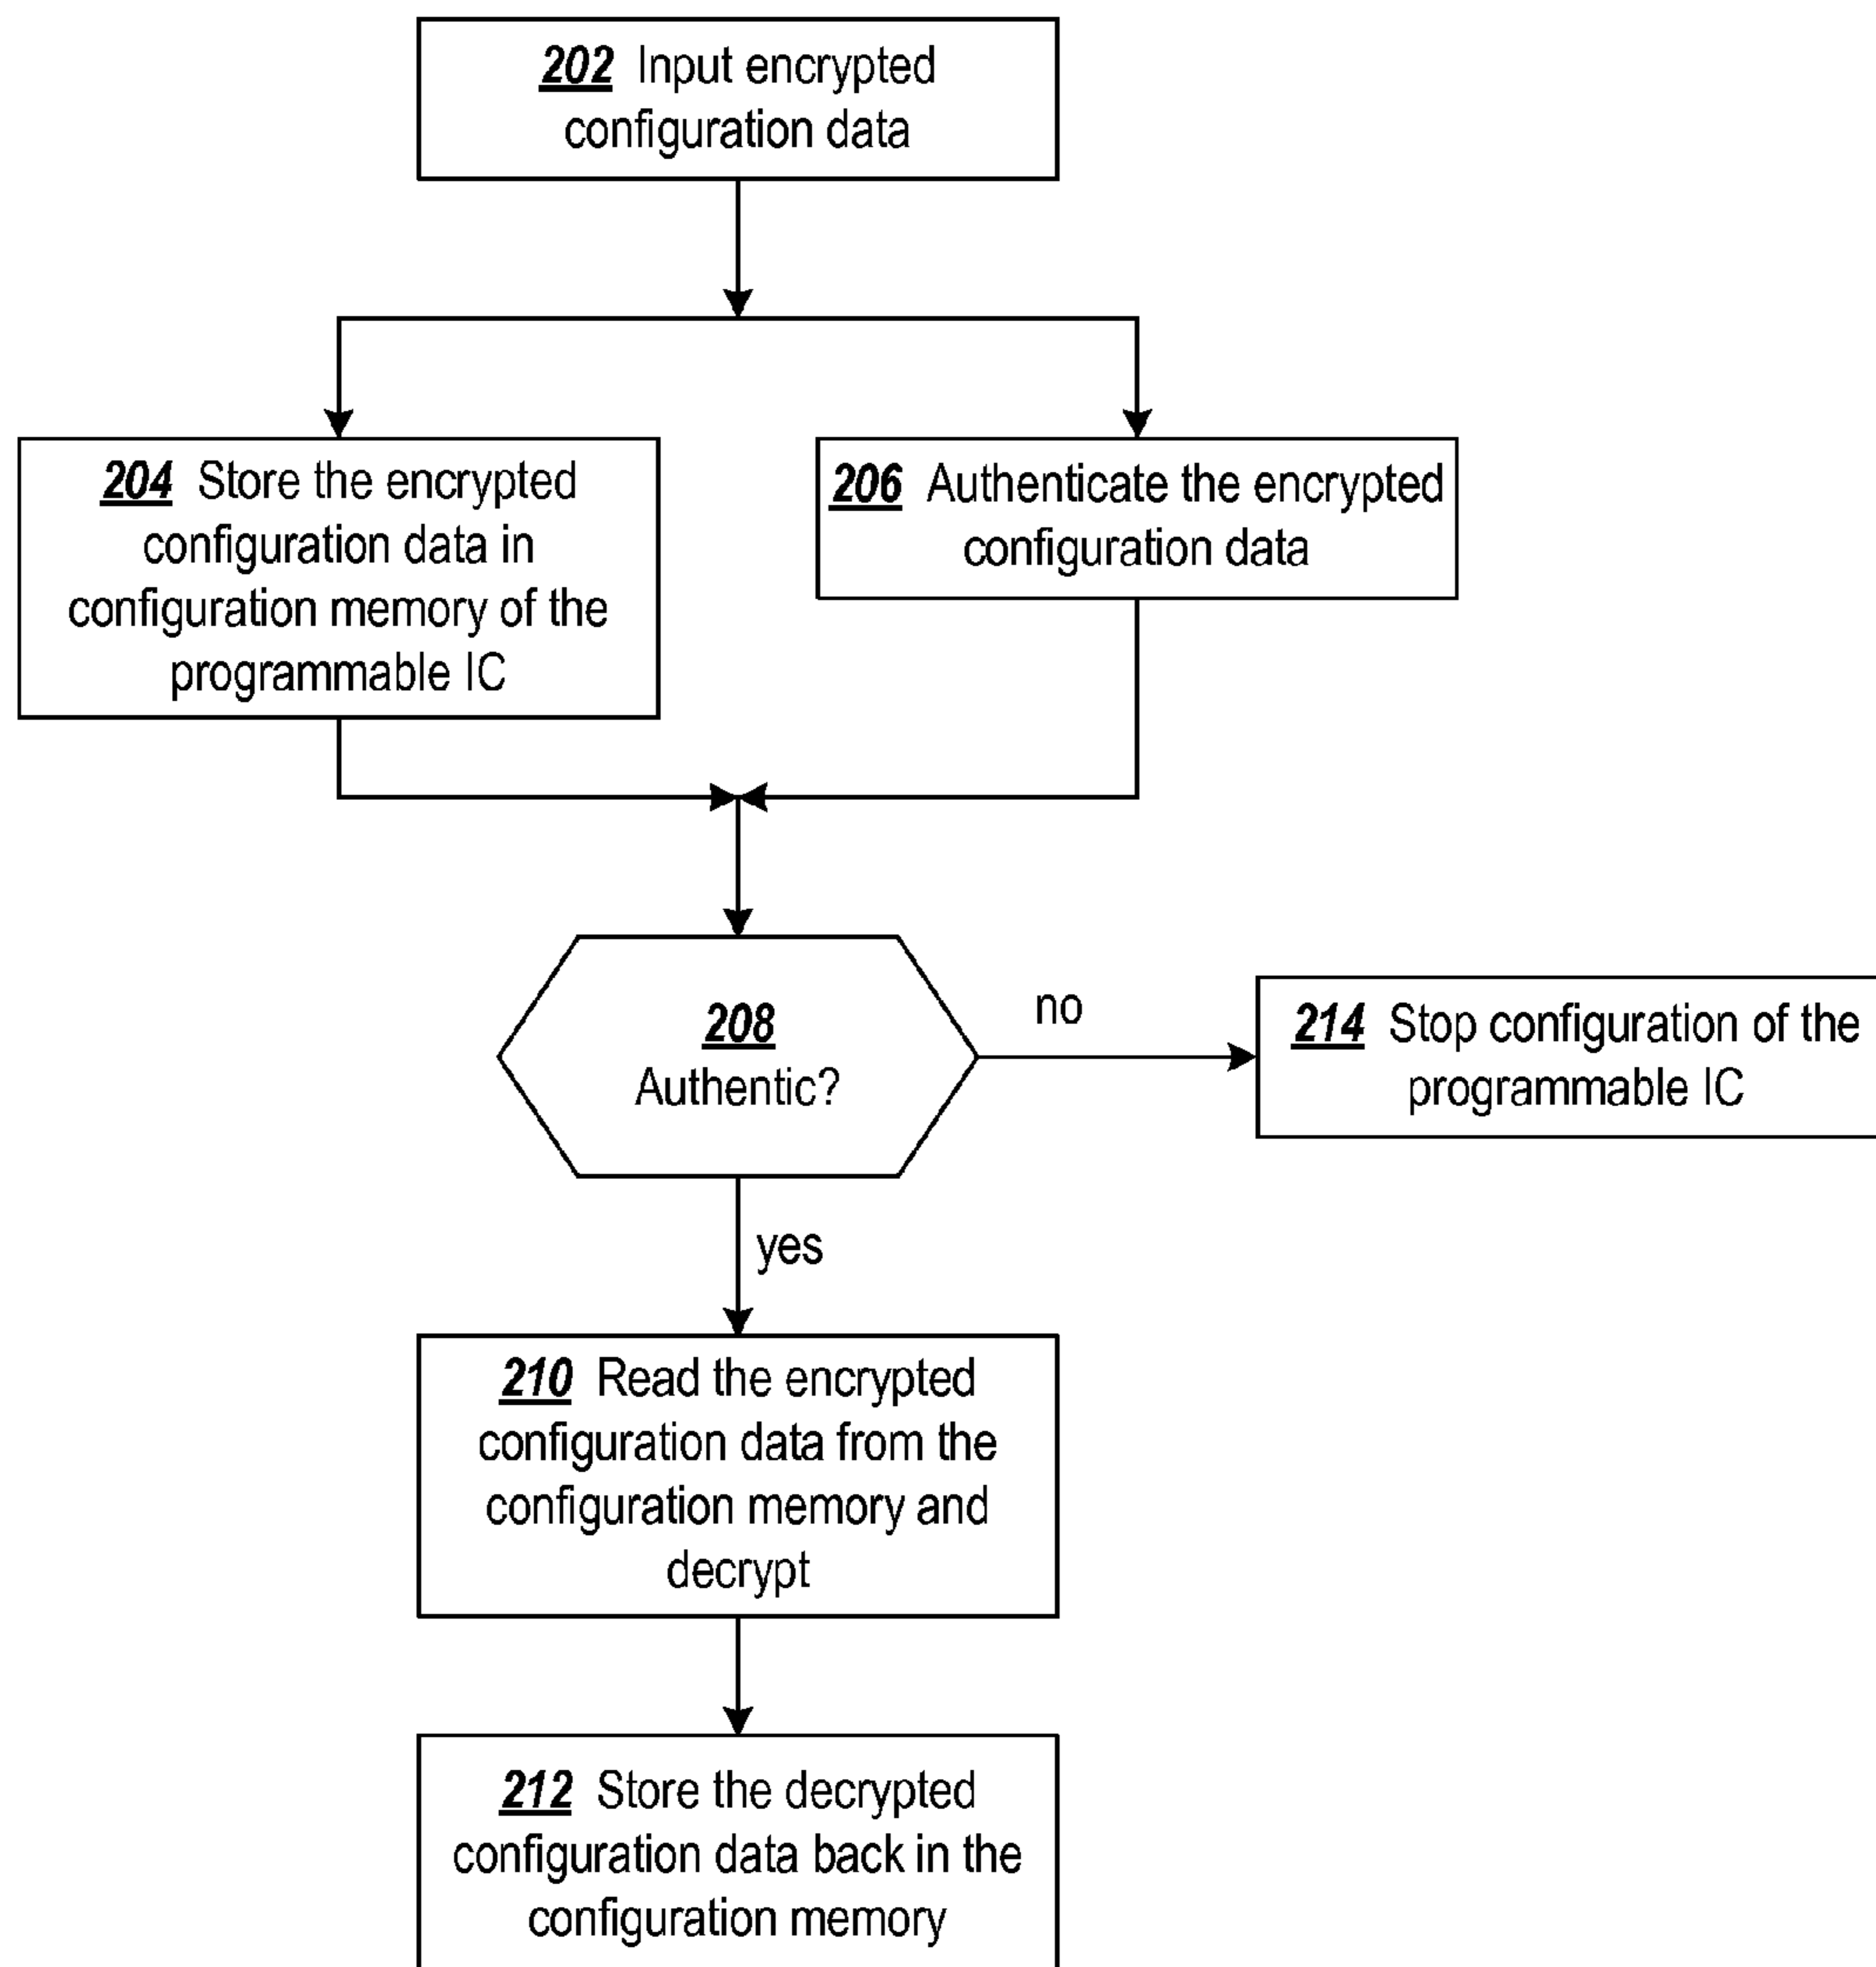 202 Input encrypted
configuration data
204 Store the encrypted
configuration data in
configuration memory of the
programmable IC
206 Authenticate the encrypted
configuration data
208
Authentic?
no
214 Stop configuration of the
programmable IC
yes
210 Read the encrypted
configuration data from the
configuration memory and
decrypt
212 Store the decrypted
configuration data back in the
configuration memory